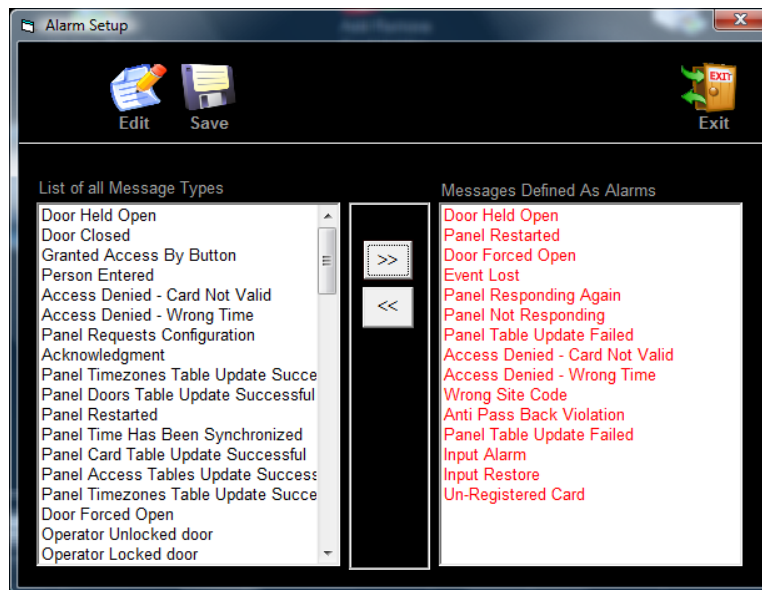 Alarm Setup
Edit
Save
EXIT
Exit
List of all Message Types
Door Held Open
Door Closed
Granted Access By Button
Person Entered
Access Denied - Card Not Valid
Access Denied - Wrong Time
Panel Requests Configuration
Acknowledgment
Panel Timezones Table Update Succe
Panel Doors Table Update Successful
Panel Restarted
Panel Time Has Been Synchronized
Panel Card Table Update Successful
Panel Access Tables Update Success
Panel Timezones Table Update Succe
Door Forced Open
Operator Unlocked door
Operator Locked door
>>
<<
Messages Defined As Alarms
Door Held Open
Panel Restarted
Door Forced Open
Event Lost
Panel Responding Again
Panel Not Responding
Panel Table Update Failed
Access Denied - Card Not Valid
Access Denied - Wrong Time
Wrong Site Code
Anti Pass Back Violation
Panel Table Update Failed
Input Alarm
Input Restore
Un-Registered Card